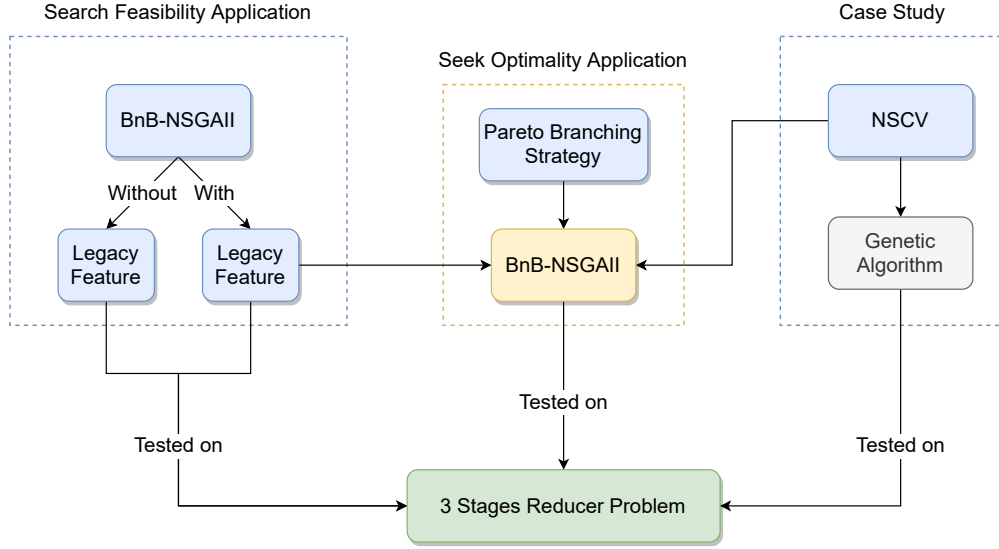 Search Feasibility Application
BnB-NSGAII
Without
With
Legacy
Feature
Legacy
Feature
Tested on
Seek Optimality Application
Pareto Branching
Strategy
BnB-NSGAII
Tested on
Case Study
NSCV
Genetic
Algorithm
Tested on
3 Stages Reducer Problem